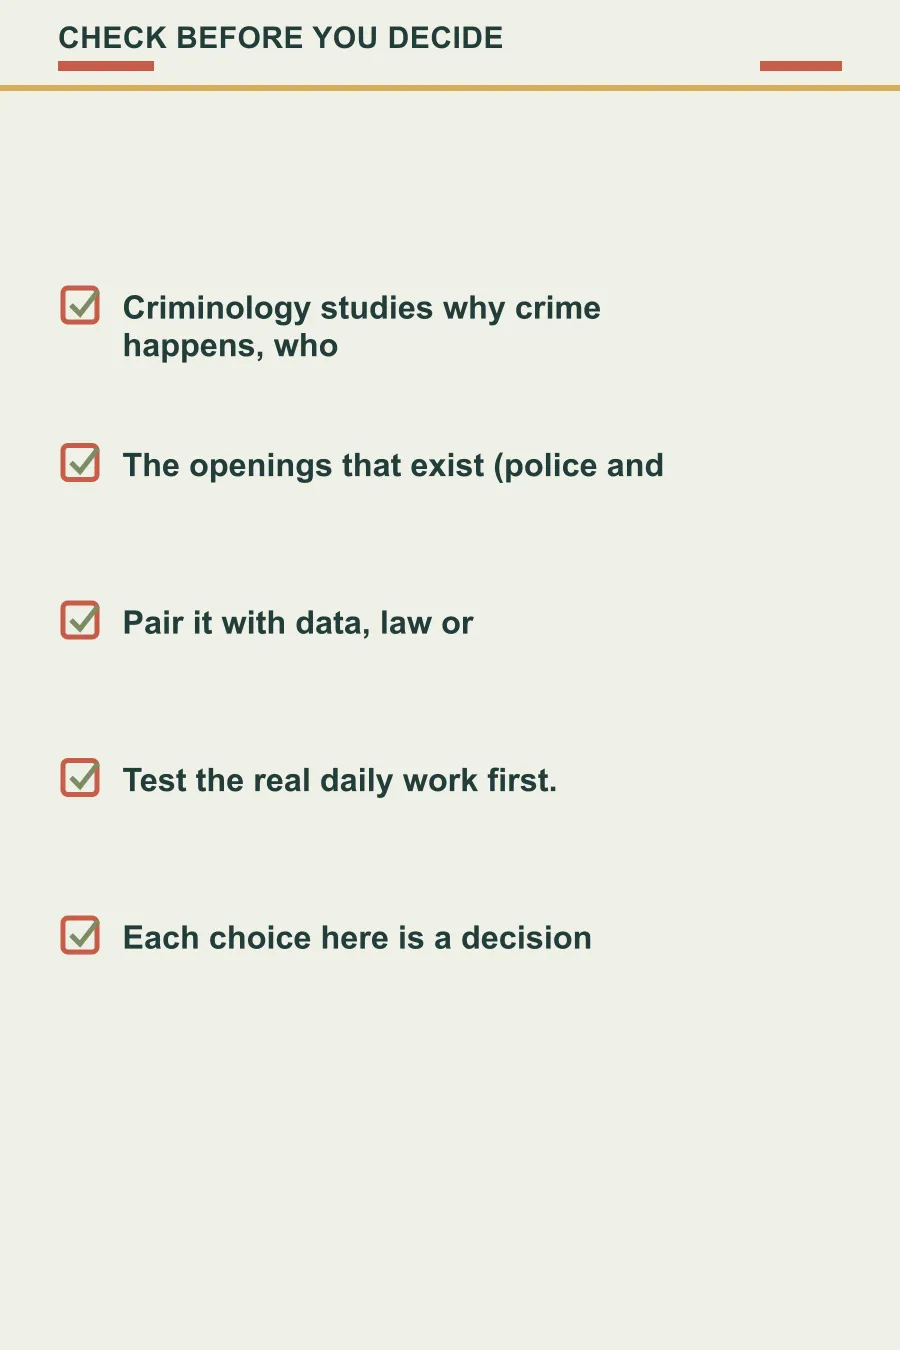 CHECK BEFORE YOU DECIDE
Criminology studies why crime
happens, who
The openings that exist (police and
Pair it with data, law or
Test the real daily work first.
Each choice here is a decision